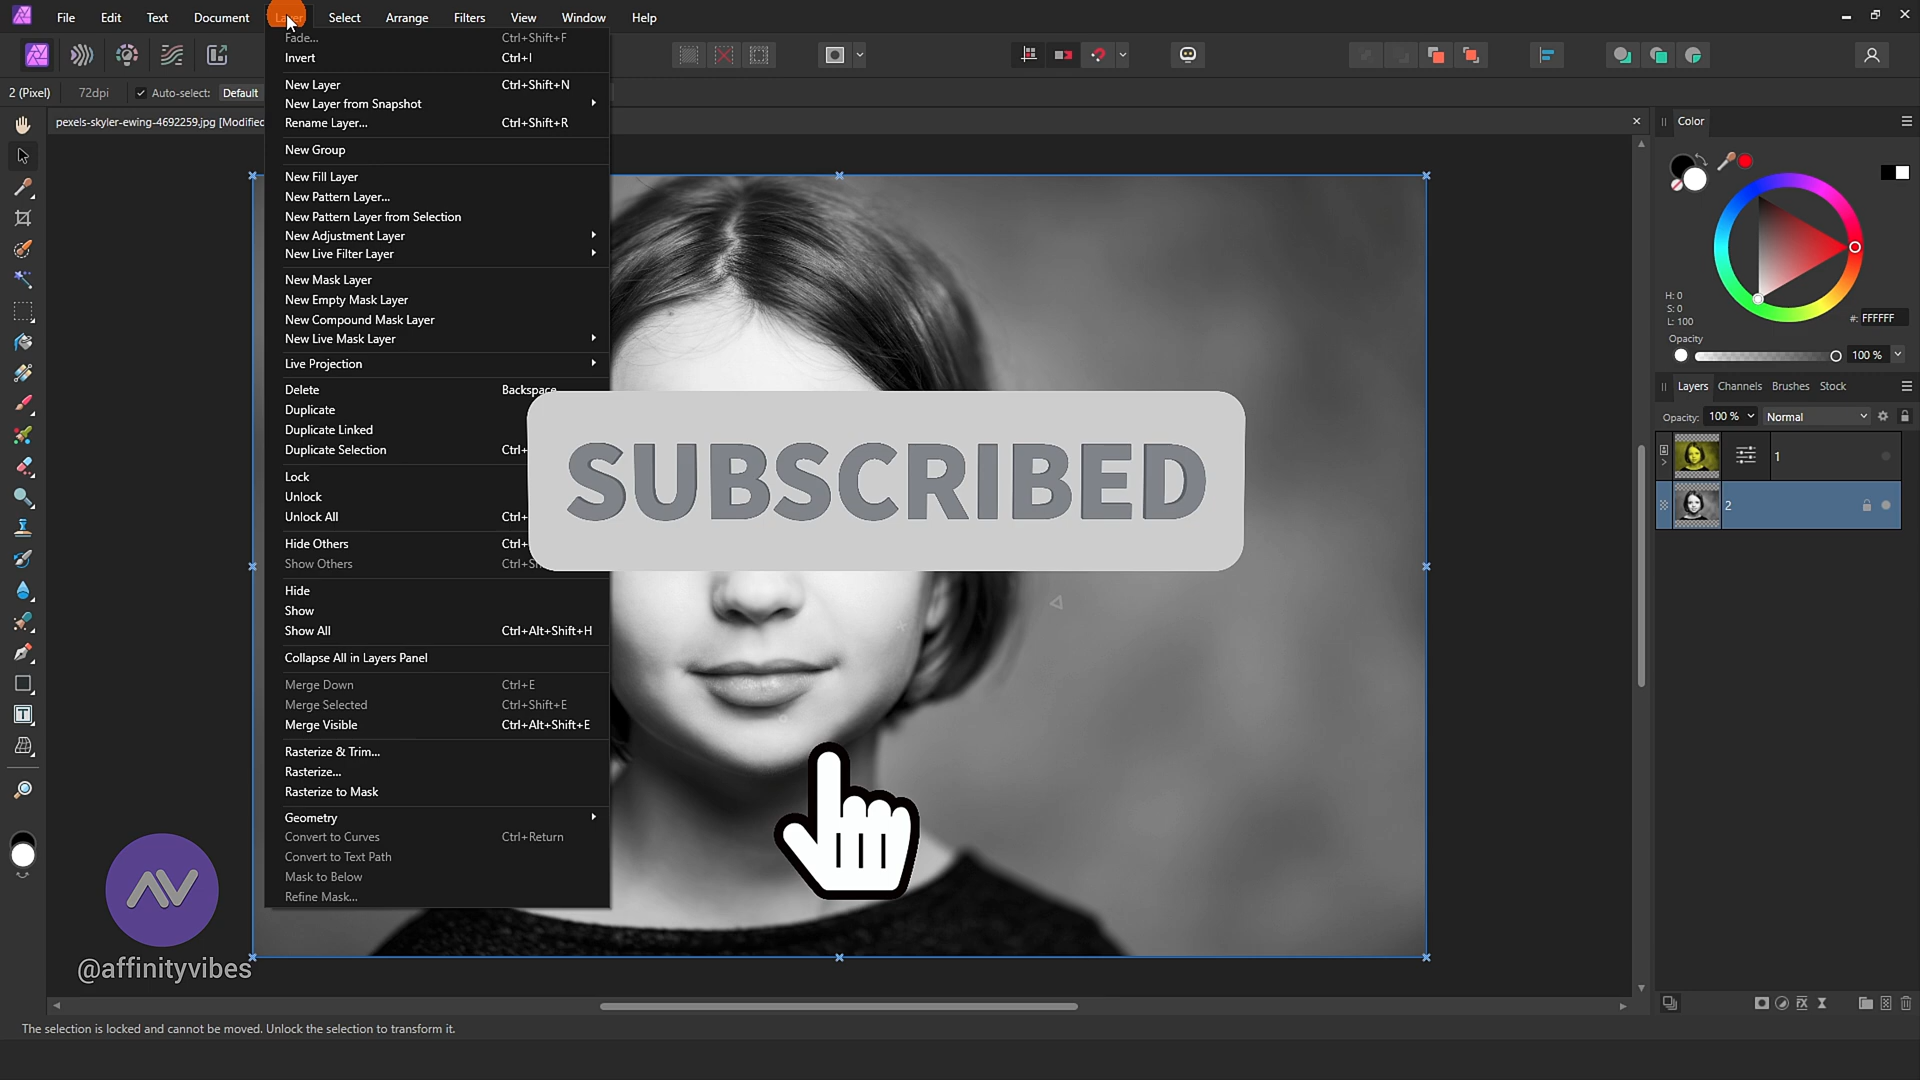 File Edit Text Document Layer Select Arrange Filters View Window Help
2 (Pixel) 72dpi Auto-select: Default
pexels-skyler-ewing-4692259.jpg [Modified
Fade... Ctrl+Shift+F
Invert Ctrl+I
New Layer Ctrl+Shift+N
New Layer from Snapshot
Rename Layer... Ctrl+Shift+R
New Group
New Fill Layer
New Pattern Layer...
New Pattern Layer from Selection
New Adjustment Layer
New Live Filter Layer
New Mask Layer
New Empty Mask Layer
New Compound Mask Layer
New Live Mask Layer
Live Projection
Delete Backspace
Duplicate
Duplicate Linked
Duplicate Selection Ctrl+
Lock
Unlock
Unlock All Ctrl+
Hide Others Ctrl+
Show Others Ctrl+S
Hide
Show
Show All Ctrl+Alt+Shift+H
Collapse All in Layers Panel
Merge Down Ctrl+E
Merge Selected Ctrl+Shift+E
Merge Visible Ctrl+Alt+Shift+E
Rasterize & Trim...
Rasterize...
Rasterize to Mask
Geometry
Convert to Curves Ctrl+Return
Convert to Text Path
Mask to Below
Refine Mask...
SUBSCRIBED
AV
@affinityvibes
Color
H: 0
S: 0
L: 100
#: FFFFFF
Opacity
100 %
Layers Channels Brushes Stock
Opacity: 100 % Normal
1
2
The selection is locked and cannot be moved. Unlock the selection to transform it.